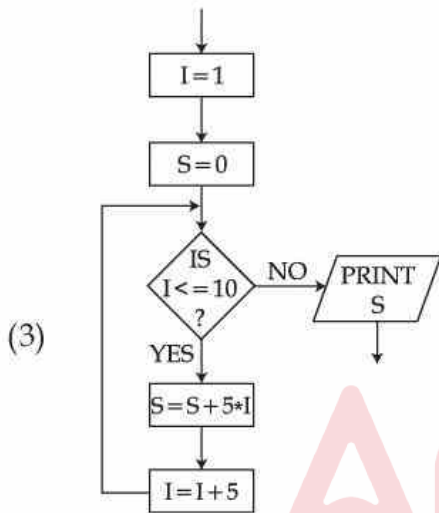 I=1
S=0
IS
I<=10
?
NO
PRINT
S
(3)
YES
S=S+5*I
I=I+5